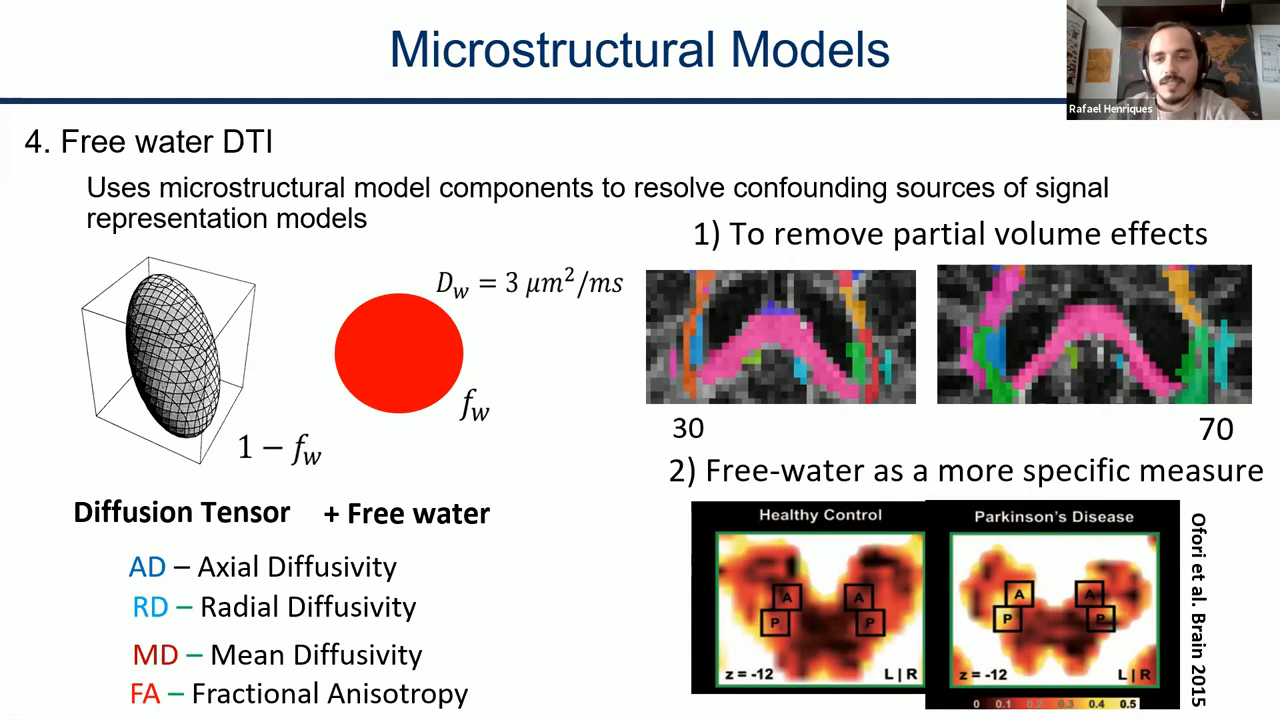 Microstructural Models
Rafael Henriques
4. Free water DTI
Uses microstructural model components to resolve confounding sources of signal
representation models
1) To remove partial volume effects
D_w = 3 μm²/ms
f_w
1 − f_w
30
70
2) Free-water as a more specific measure
Diffusion Tensor + Free water
AD – Axial Diffusivity
RD – Radial Diffusivity
MD – Mean Diffusivity
FA – Fractional Anisotropy
Healthy Control
A A
P P
z = -12 L | R
Parkinson's Disease
A A
P P
z = -12 L | R
0 0.1 0.2 0.3 0.4 0.5
Ofori et al. Brain 2015